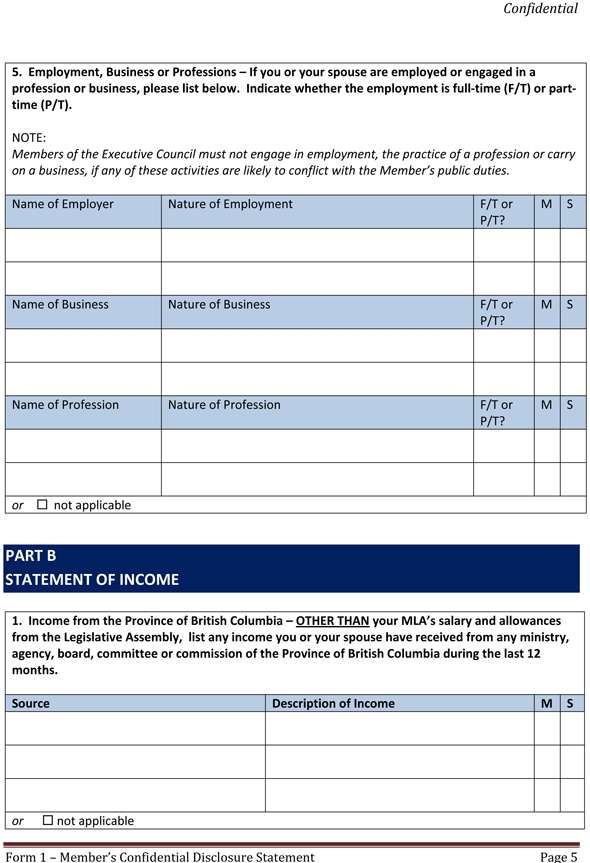 Confidential
5. Employment, Business or Professions – If you or your spouse are employed or engaged in a
profession or business, please list below. Indicate whether the employment is full-time (F/T) or part-
time (P/T).
NOTE:
Members of the Executive Council must not engage in employment, the practice of a profession or carry
on a business, if any of these activities are likely to conflict with the Member's public duties.
Name of Employer Nature of Employment F/T or M S
P/T?
Name of Business Nature of Business F/T or M S
P/T?
Name of Profession Nature of Profession F/T or M S
P/T?
or ☐ not applicable
PART B
STATEMENT OF INCOME
1. Income from the Province of British Columbia – OTHER THAN your MLA's salary and allowances
from the Legislative Assembly, list any income you or your spouse have received from any ministry,
agency, board, committee or commission of the Province of British Columbia during the last 12
months.
Source Description of Income M S
or ☐ not applicable
Form 1 – Member's Confidential Disclosure Statement Page 5